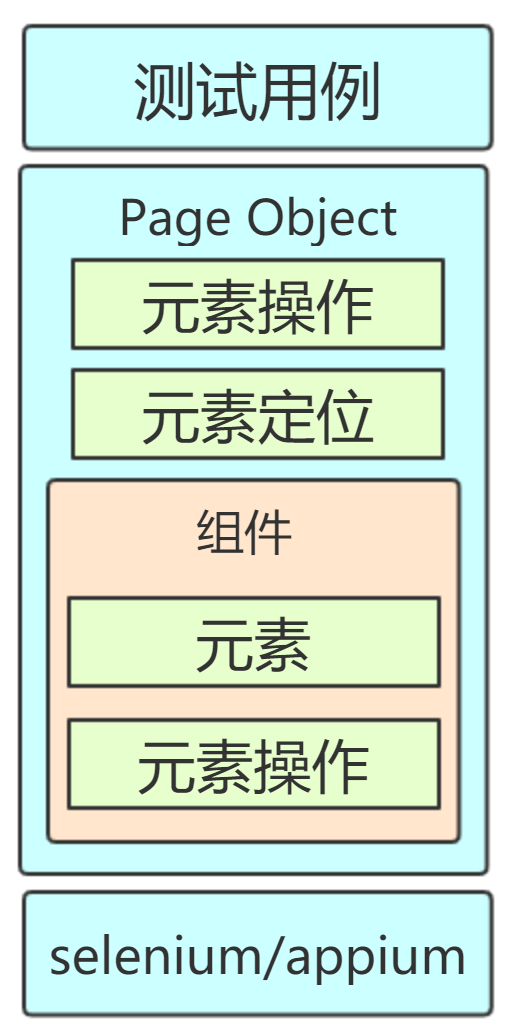 测试用例
Page Object
元素操作
元素定位
组件
元素
元素操作
selenium/appium